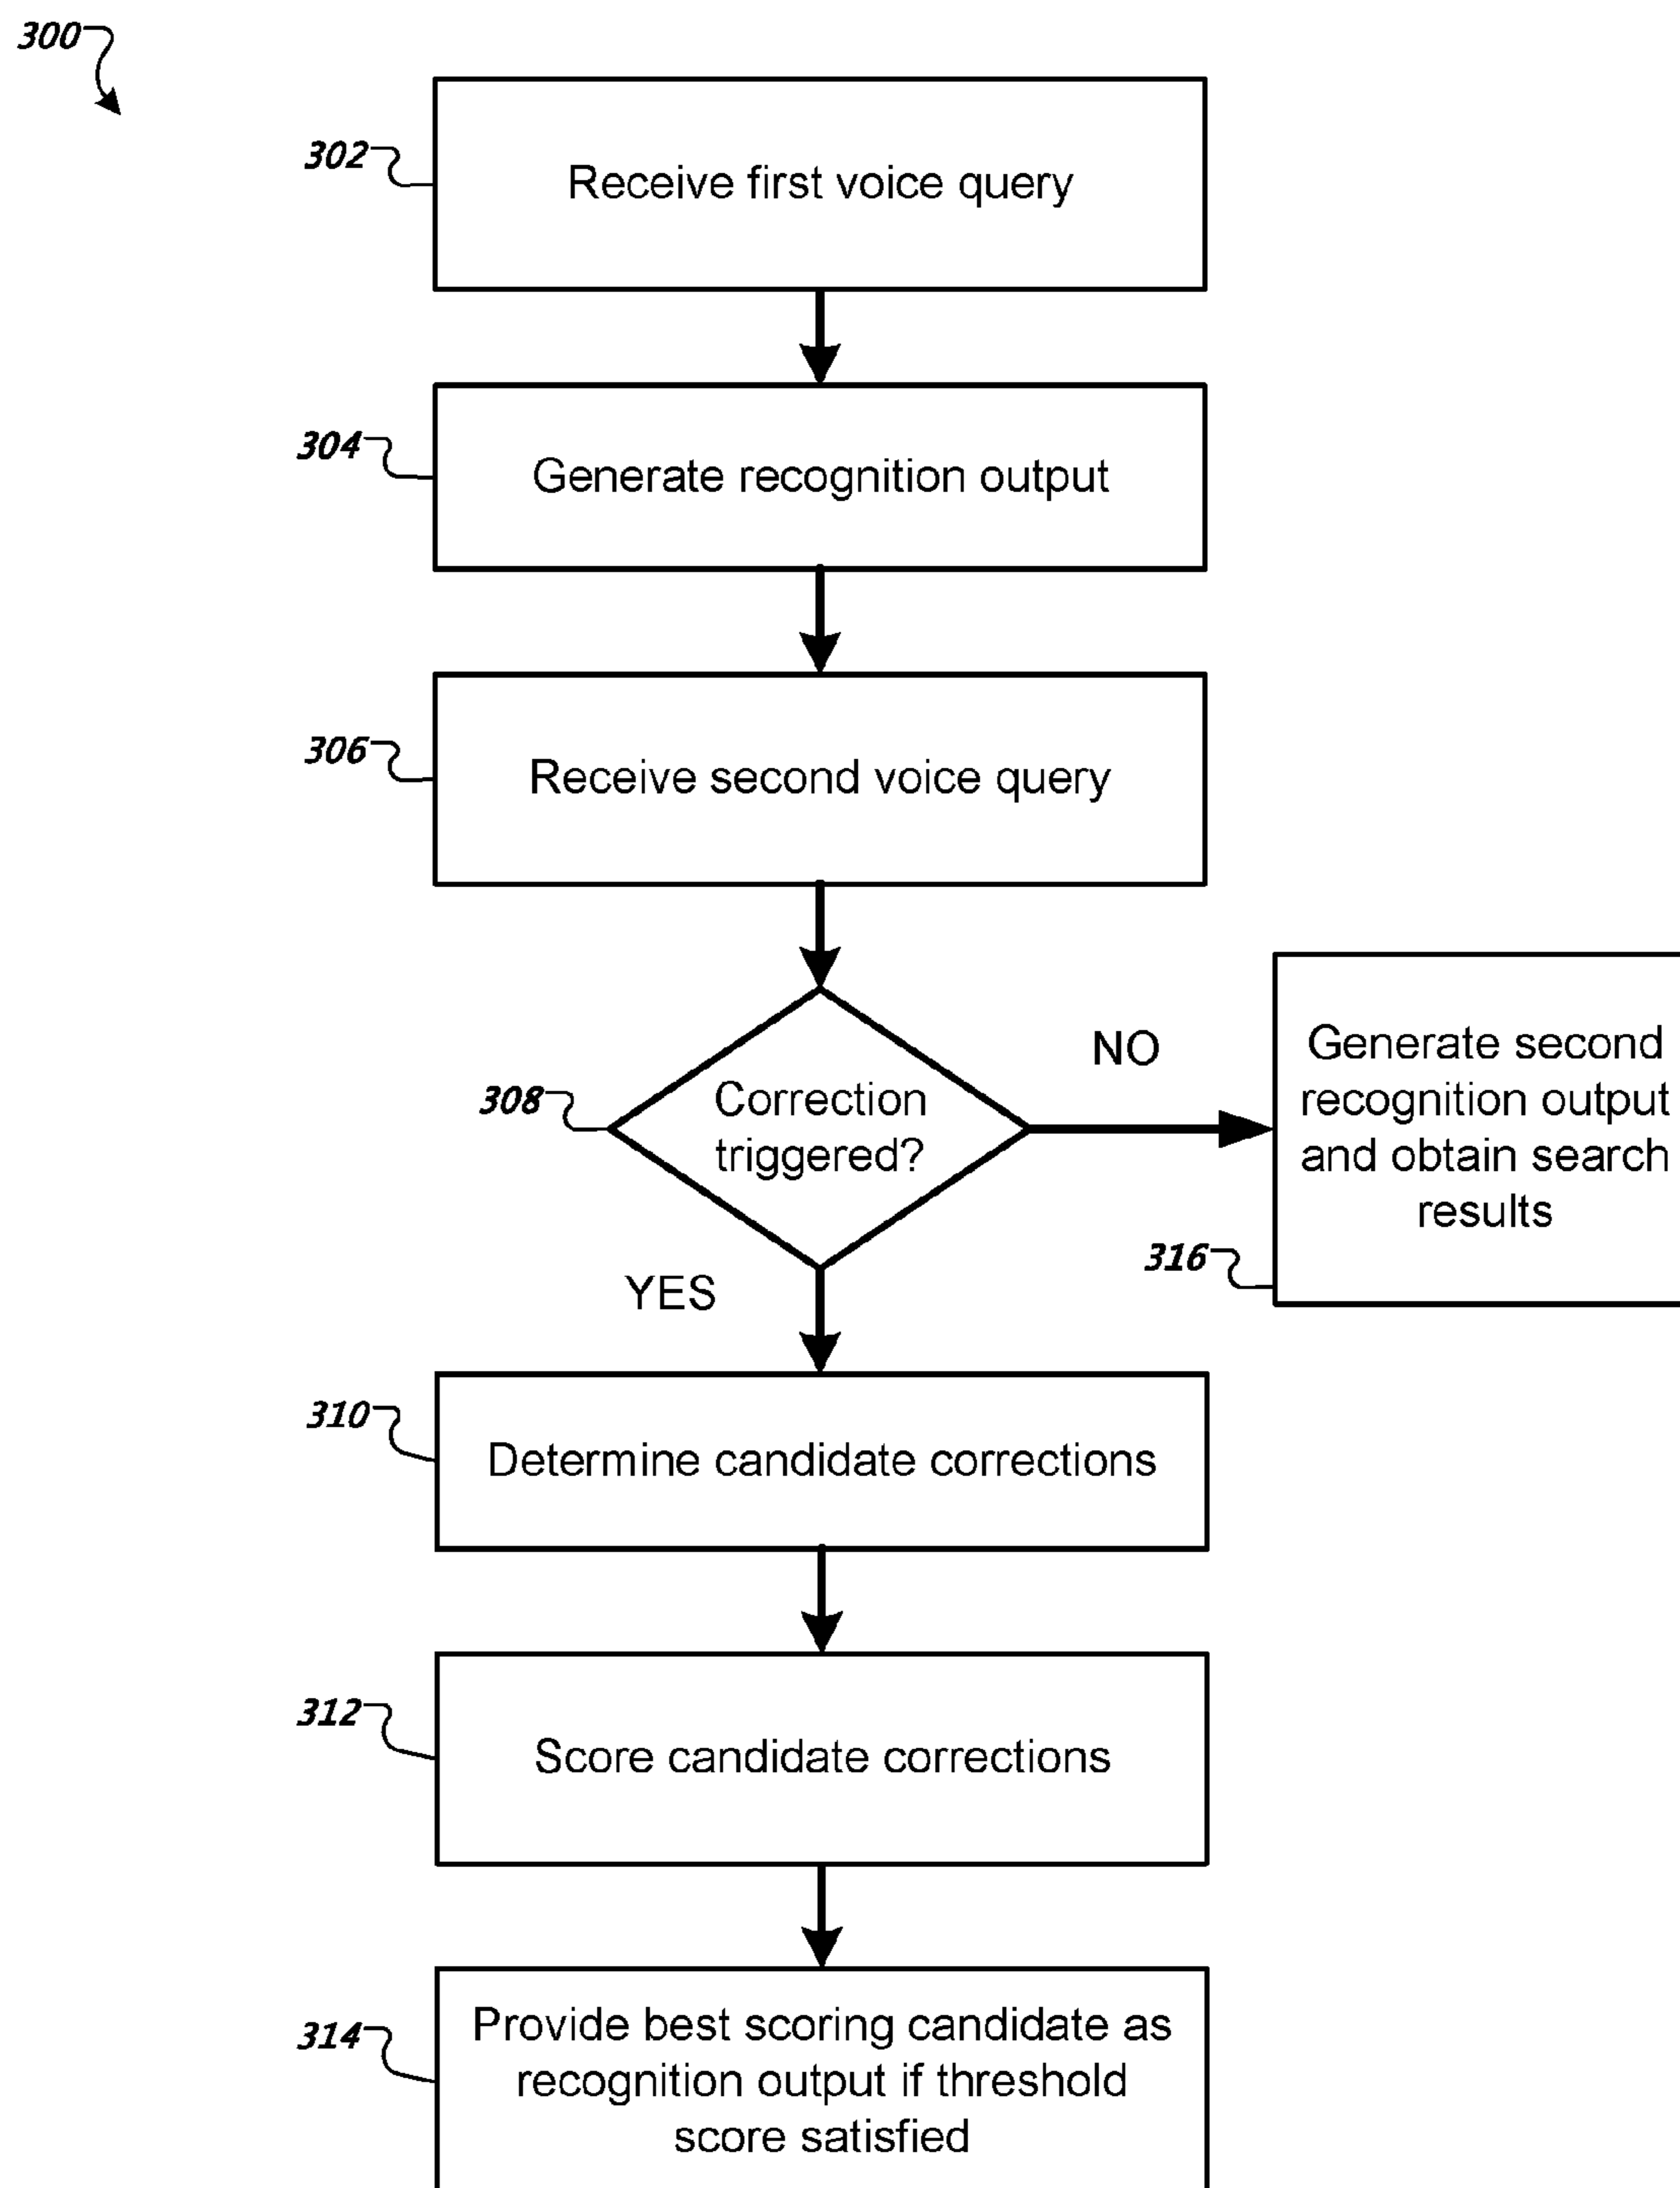 300
302
Receive first voice query
304
Generate recognition output
306
Receive second voice query
308
Correction
triggered?
NO
Generate second
recognition output
and obtain search
results
316
YES
310
Determine candidate corrections
312
Score candidate corrections
314
Provide best scoring candidate as
recognition output if threshold
score satisfied